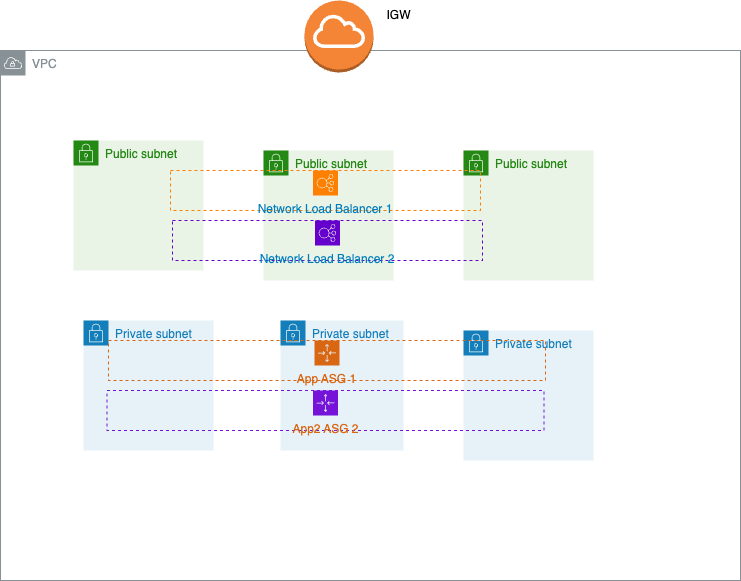 IGW
VPC
Public subnet
Public subnet
Public subnet
Network Load Balancer 1
Network Load Balancer 2
Private subnet
Private subnet
Private subnet
App ASG 1
App2 ASG 2